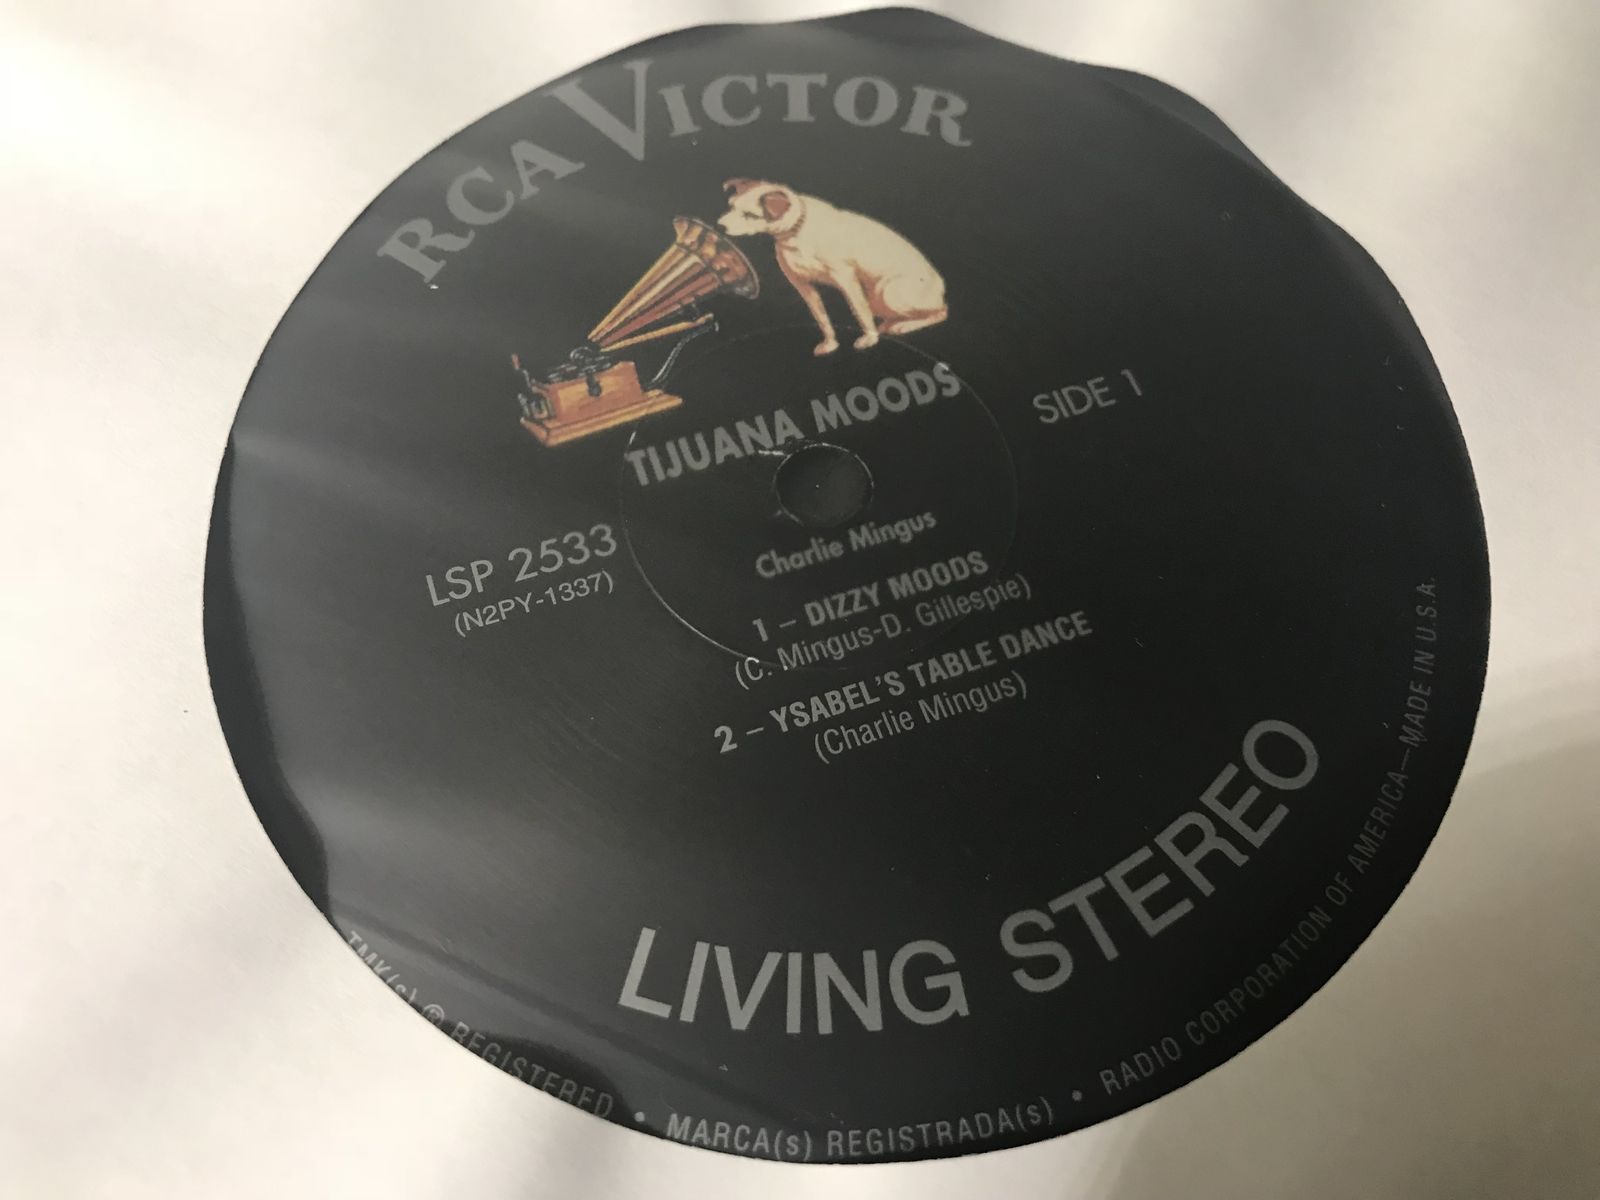 RCA VICTOR
TIJUANA MOODS
SIDE 1
LSP 2533
(N2PY-1337)
Charlie Mingus
1 – DIZZY MOODS
(C. Mingus-D. Gillespie)
2 – YSABEL'S TABLE DANCE
(Charlie Mingus)
LIVING STEREO
TMK(s) ® REGISTERED • MARCA(s) REGISTRADA(s) • RADIO CORPORATION OF AMERICA—MADE IN U.S.A.